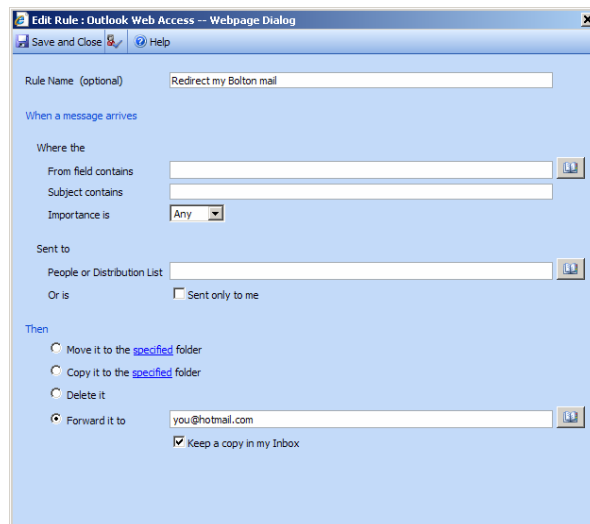 Edit Rule : Outlook Web Access -- Webpage Dialog
Save and Close Help
Rule Name (optional) Redirect my Bolton mail
When a message arrives
Where the
From field contains
Subject contains
Importance is Any
Sent to
People or Distribution List
Or is Sent only to me
Then
Move it to the specified folder
Copy it to the specified folder
Delete it
Forward it to you@hotmail.com
Keep a copy in my Inbox